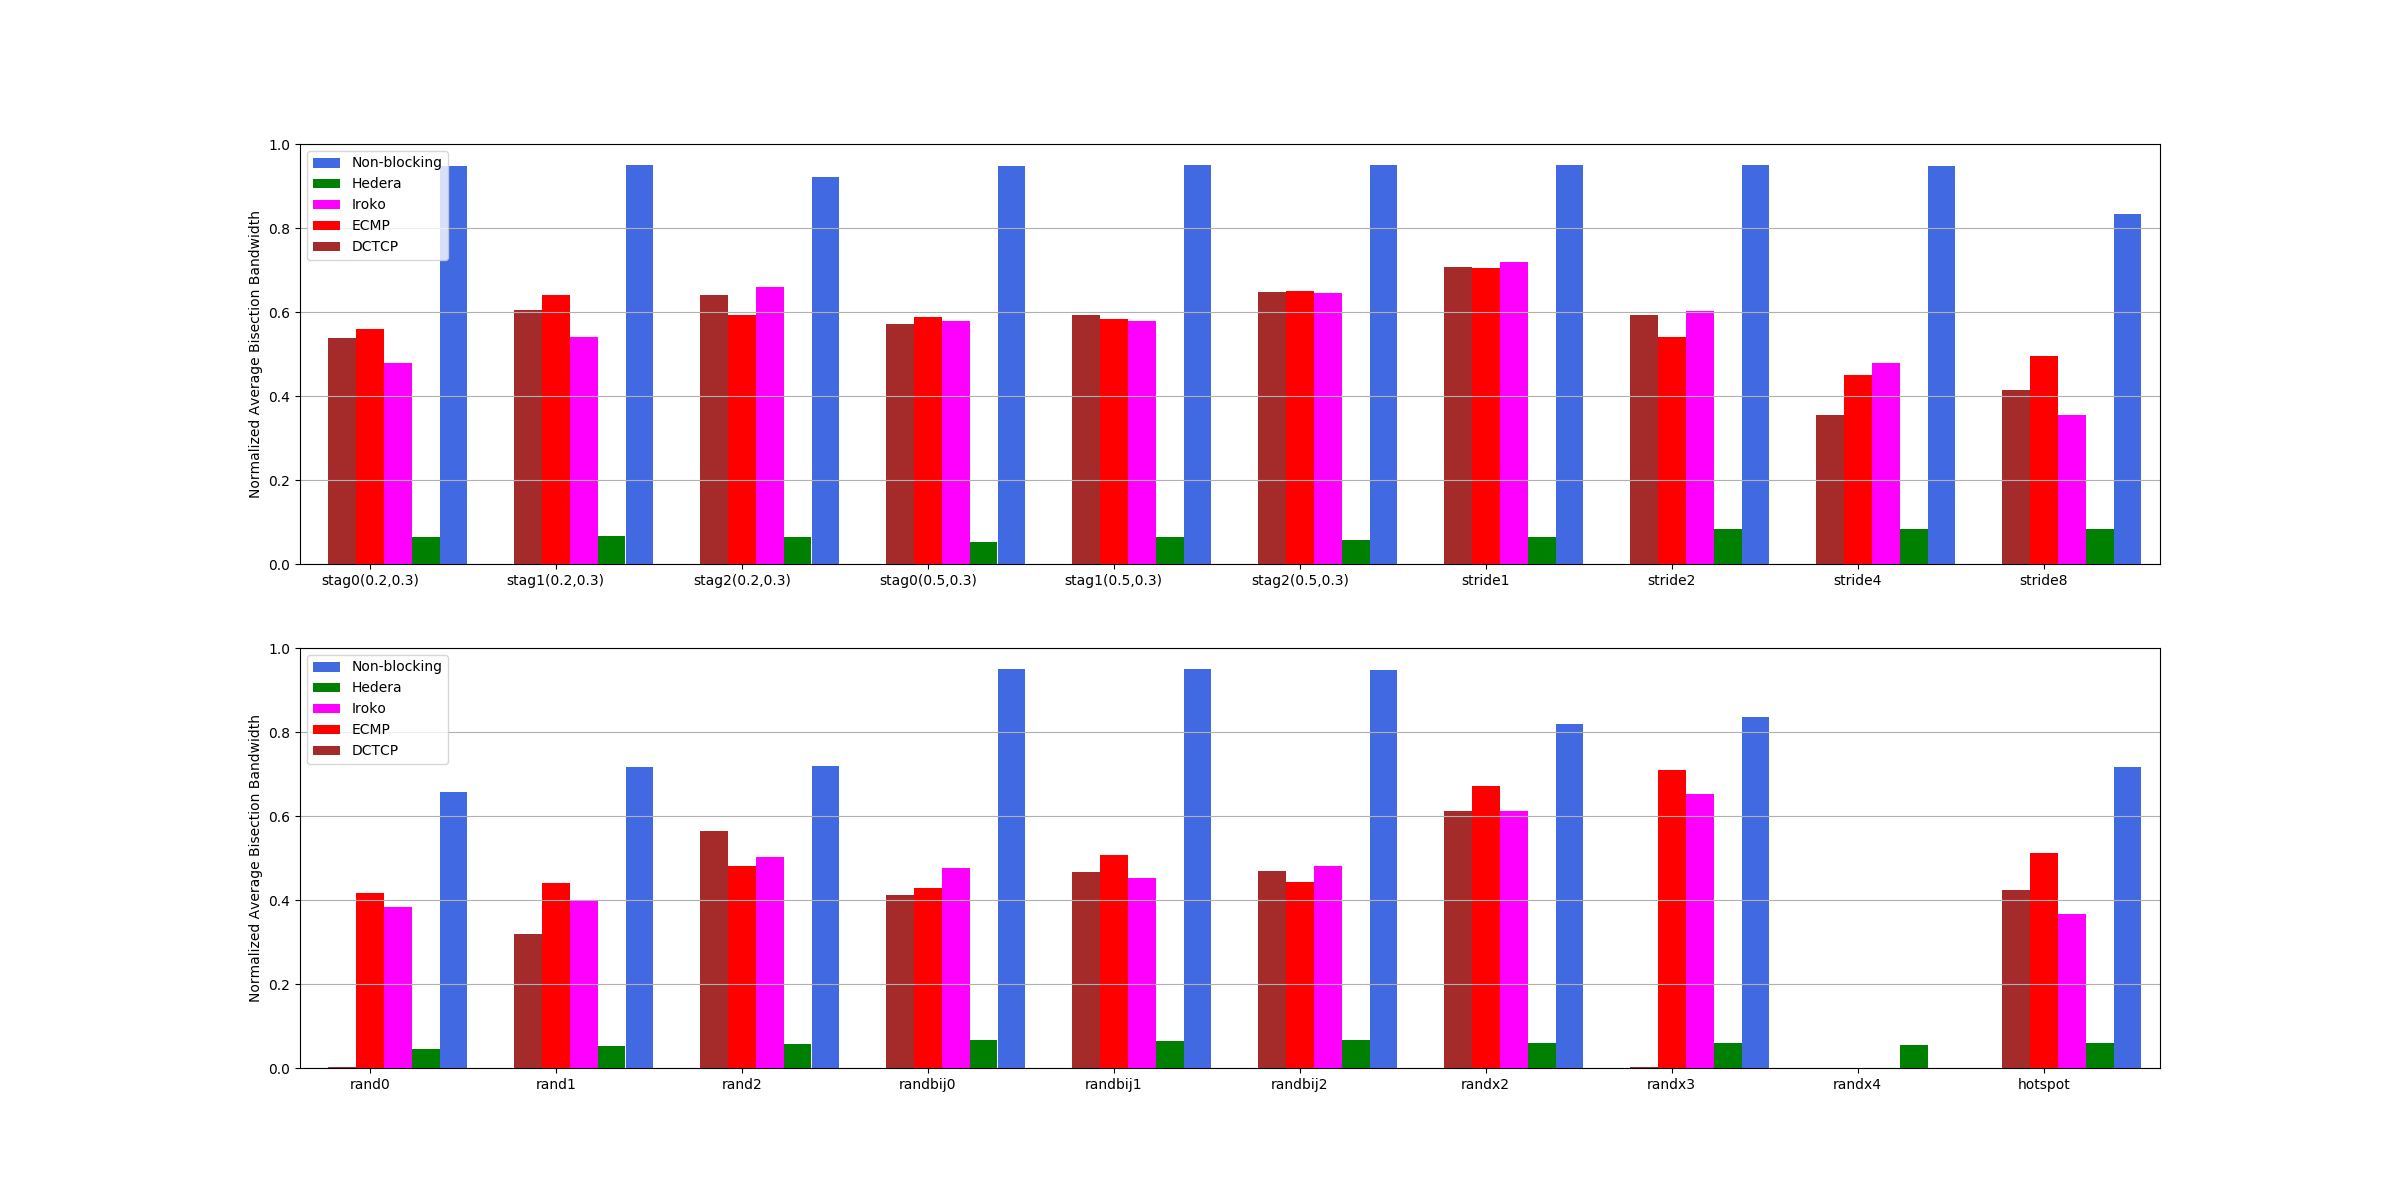 Normalized Average Bisection Bandwidth
1.0
0.8
0.6
0.4
0.2
0.0
Non-blocking
Hedera
Iroko
ECMP
DCTCP
stag0(0.2,0.3) stag1(0.2,0.3) stag2(0.2,0.3) stag0(0.5,0.3) stag1(0.5,0.3) stag2(0.5,0.3) stride1 stride2 stride4 stride8
Normalized Average Bisection Bandwidth
1.0
0.8
0.6
0.4
0.2
0.0
Non-blocking
Hedera
Iroko
ECMP
DCTCP
rand0 rand1 rand2 randbij0 randbij1 randbij2 randx2 randx3 randx4 hotspot